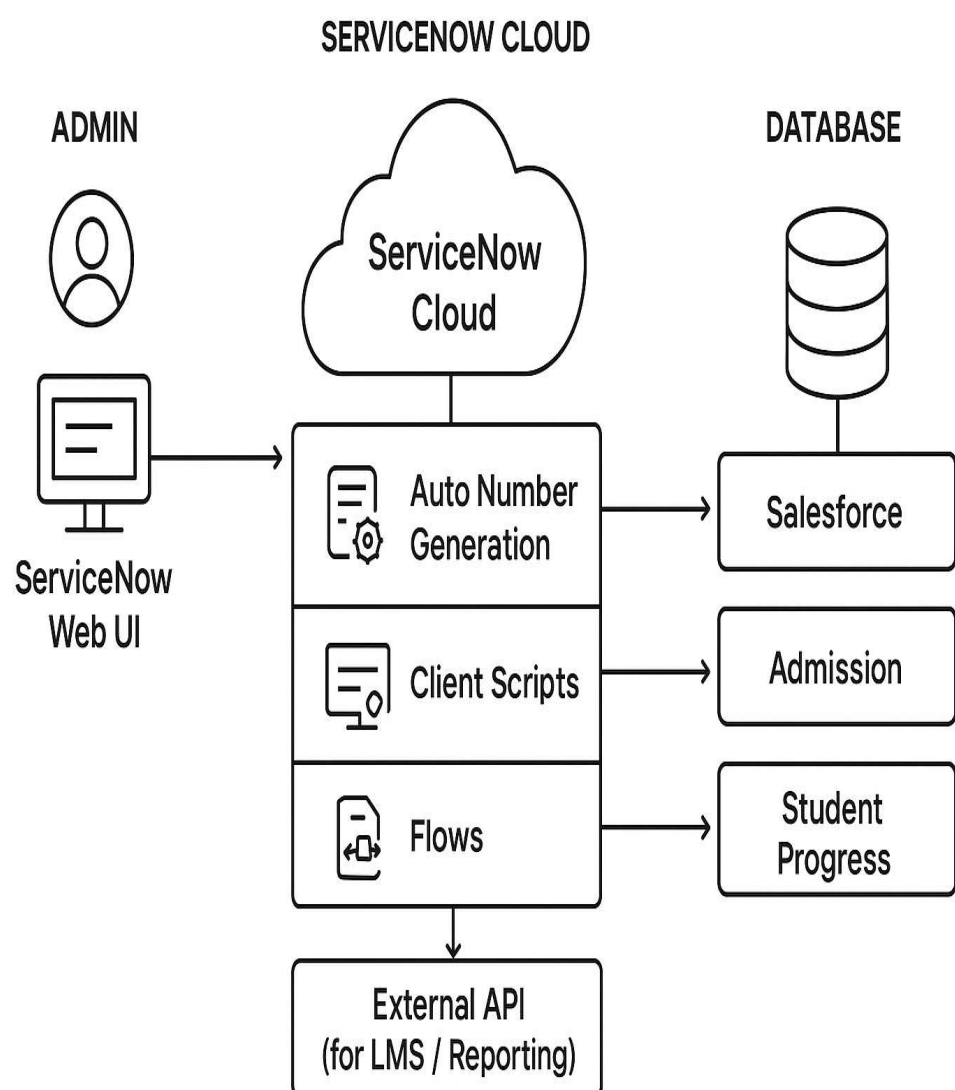 SERVICENOW CLOUD
ADMIN
DATABASE
ServiceNow
Cloud
ServiceNow
Web UI
Auto Number
Generation
Client Scripts
Flows
Salesforce
Admission
Student
Progress
External API
(for LMS / Reporting)